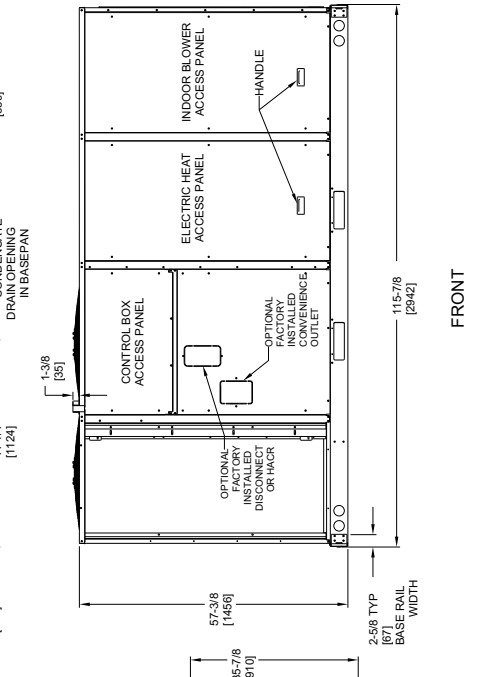 DRAIN OPENING
IN BASEPAN
[1124]
1-3/8
[35]
CONTROL BOX
ACCESS PANEL
ELECTRIC HEAT
ACCESS PANEL
INDOOR BLOWER
ACCESS PANEL
HANDLE
OPTIONAL
FACTORY
INSTALLED
DISCONNECT
OR HACR
OPTIONAL
FACTORY
INSTALLED
CONVENIENCE
OUTLET
57-3/8
[1456]
2-5/8 TYP
[67]
BASE RAIL
WIDTH
115-7/8
[2942]
FRONT